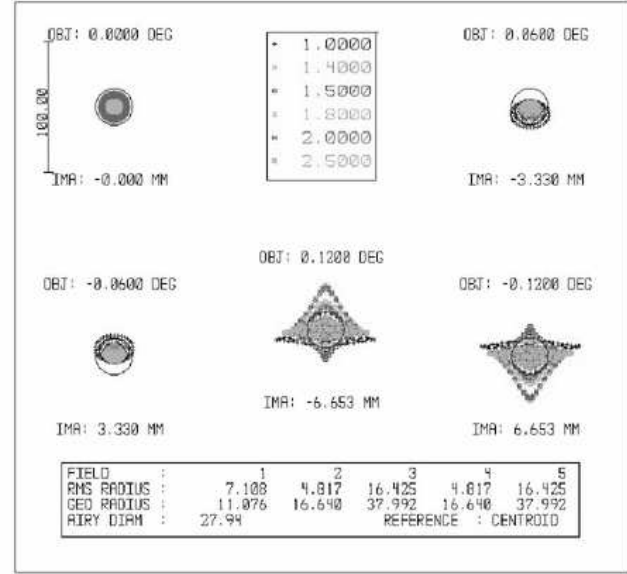 OBJ: 0.0000 DEG
100.00
IMA: -0.000 MM
1.0000
1.4000
1.5000
1.8000
2.0000
2.5000
OBJ: 0.0600 DEG
IMA: -3.330 MM
OBJ: -0.0600 DEG
IMA: 3.330 MM
OBJ: 0.1200 DEG
IMA: -6.653 MM
OBJ: -0.1200 DEG
IMA: 6.653 MM
FIELD : 1 2 3 4 5
RMS RADIUS : 7.108 4.817 16.425 4.817 16.425
GEO RADIUS : 11.076 16.640 37.992 16.640 37.992
AIRY DIAM : 27.94 REFERENCE : CENTROID